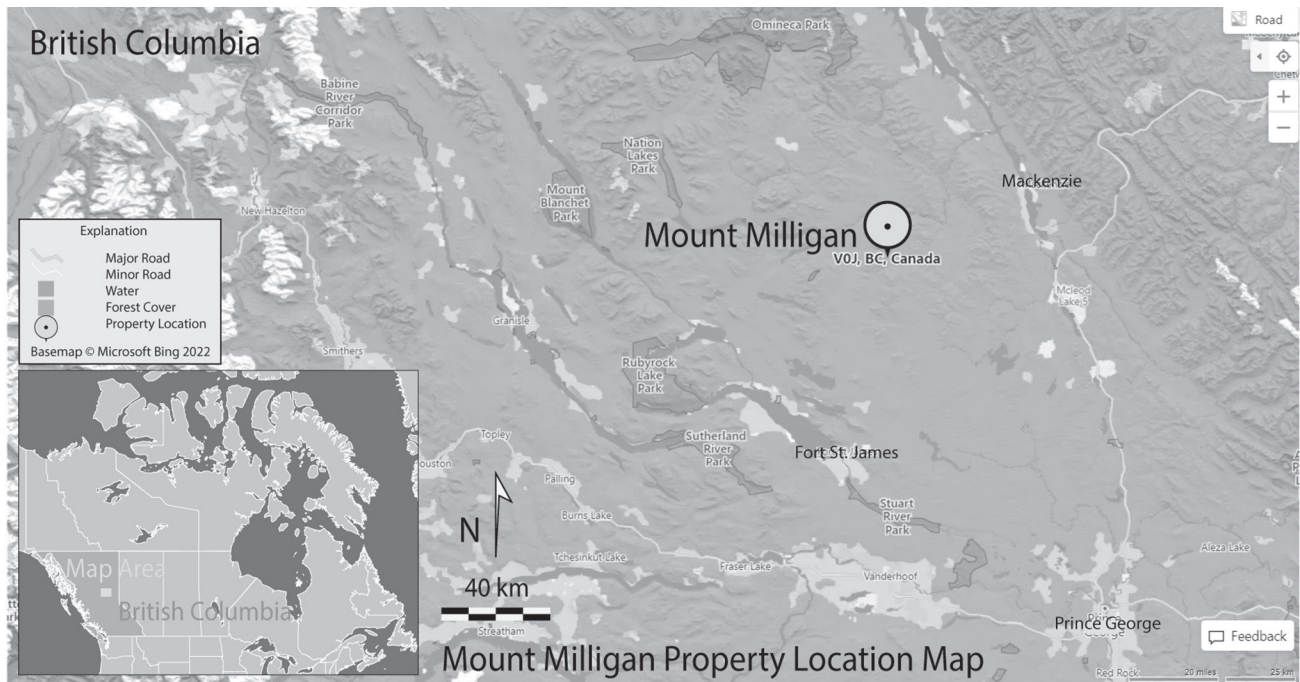 British Columbia
Omineca Park
Road
Babine
River
Corridor
Park
Nation
Lakes
Park
Mackenzie
Mount
Blanchet
Park
New Hazelton
Mount Milligan
V0J, BC, Canada
Explanation
Major Road
Minor Road
Water
Forest Cover
Property Location
Basemap © Microsoft Bing 2022
Mcleod
Lake 5
Granisle
Smithers
Rubyrock
Lake
Park
Topley
Sutherland
River
Park
Fort St. James
ouston
Palling
Stuart
River
Park
Burns Lake
N
Tchesinkut Lake
Fraser Lake
Vanderhoof
Aleza Lake
40 km
Map Area
British Columbia
Streatham
Prince George
Feedback
Mount Milligan Property Location Map
Red Rock
20 miles
25 km